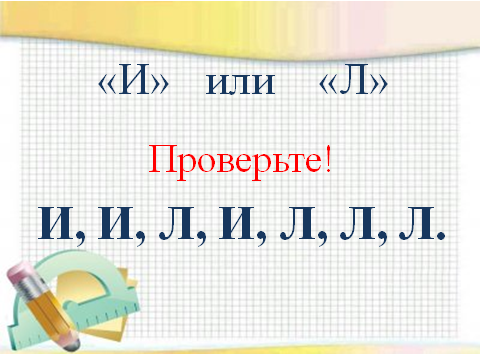 «И» или «Л»
Проверьте!
И, И, Л, И, Л, Л, Л.